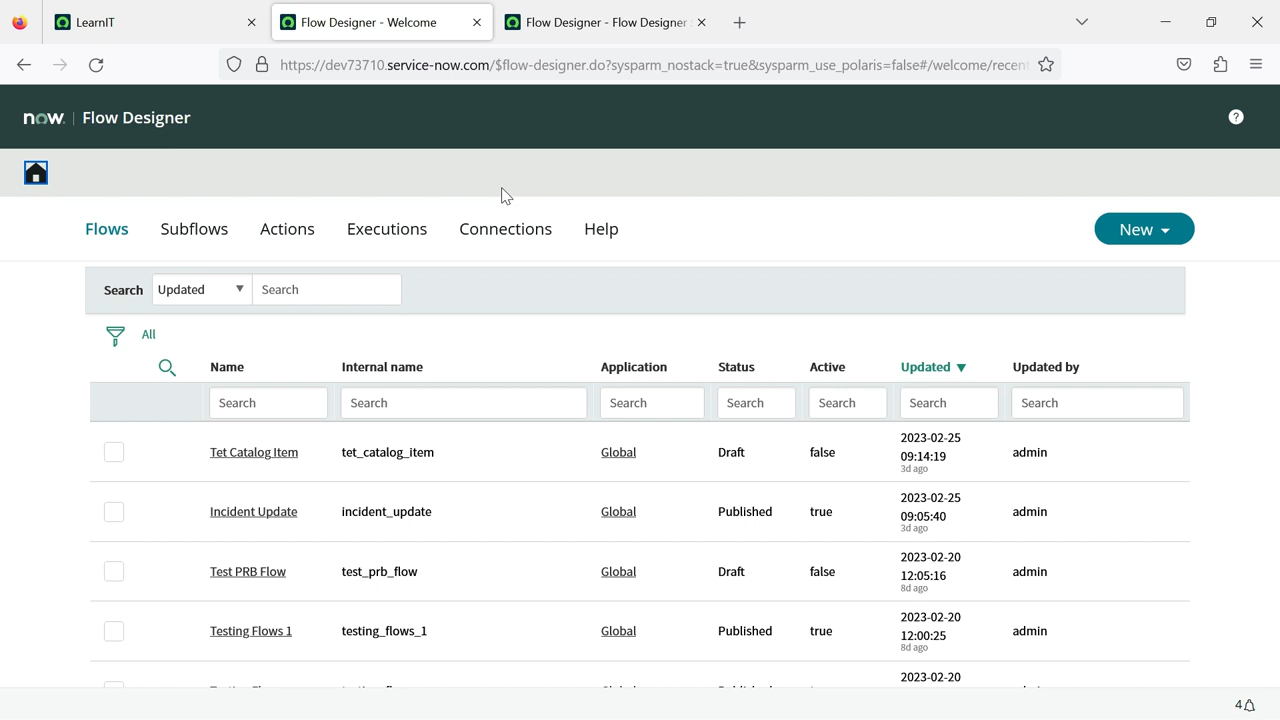 LearnIT
Flow Designer - Welcome
Flow Designer - Flow Designer
https://dev73710.service-now.com/$flow-designer.do?sysparm_nostack=true&sysparm_use_polaris=false#/welcome/recent
now. | Flow Designer
?
Flows Subflows Actions Executions Connections Help New
Search Updated Search
All
Name Internal name Application Status Active Updated Updated by
Search Search Search Search Search Search Search
Tet Catalog Item tet_catalog_item Global Draft false 2023-02-25 09:14:19 3d ago admin
Incident Update incident_update Global Published true 2023-02-25 09:05:40 3d ago admin
Test PRB Flow test_prb_flow Global Draft false 2023-02-20 12:05:16 8d ago admin
Testing Flows 1 testing_flows_1 Global Published true 2023-02-20 12:00:25 8d ago admin
2023-02-20
4